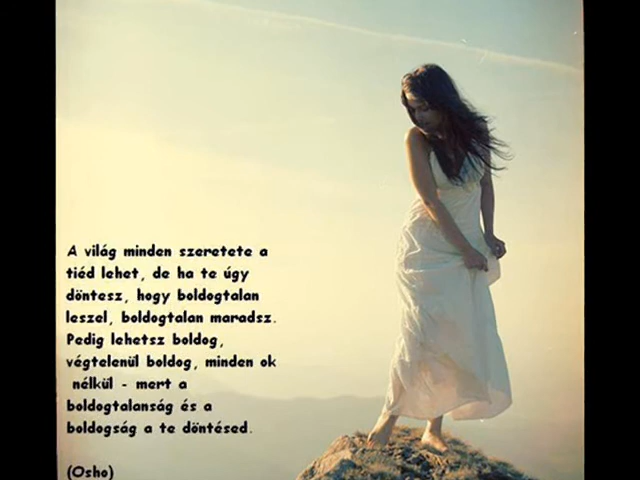 A világ minden szeretete a
tiéd lehet, de ha te úgy
döntesz, hogy boldogtalan
leszel, boldogtalan maradsz.
Pedig lehetsz boldog,
végtelenül boldog, minden ok
nélkül - mert a
boldogtalanság és a
boldogság a te döntésed.
(Osho)